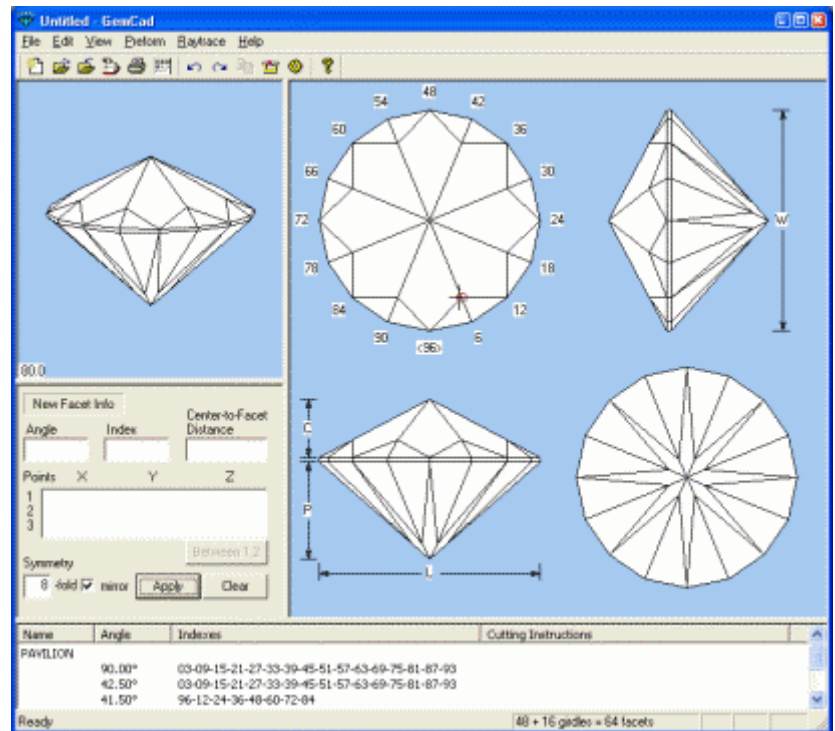 Untitled - GemCad
File Edit View Preform Raytrace Help
48
54 42
60 36
66 30
72 24
78 18
84 12
90 6
<96>
W
80.0
C
P
L
New Facet Info
Angle Index Center-to-Facet Distance
Points X Y Z
1
2
3
Between 1,2
Symmetry
8 -fold mirror Apply Clear
Name Angle Indexes Cutting Instructions
PAVILION
90.00° 03-09-15-21-27-33-39-45-51-57-63-69-75-81-87-93
42.50° 03-09-15-21-27-33-39-45-51-57-63-69-75-81-87-93
41.50° 96-12-24-36-48-60-72-84
Ready 48 + 16 girdles = 64 facets